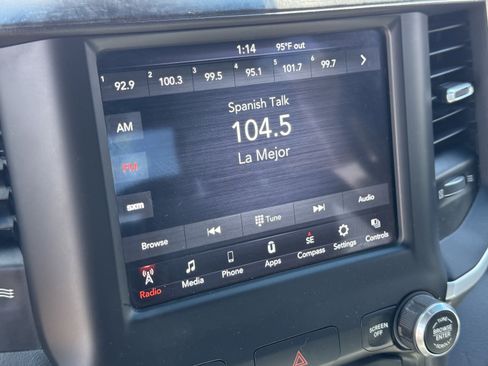 1:14 95°F out
1 92.9 2 100.3 3 99.5 4 95.1 5 101.7 6 99.7
Spanish Talk
AM
104.5
FM
La Mejor
sxm
Browse Tune Audio
SE
Radio Media Phone Apps Compass Settings Controls
SCREEN OFF
TUNE
BROWSE
ENTER
SCROLL